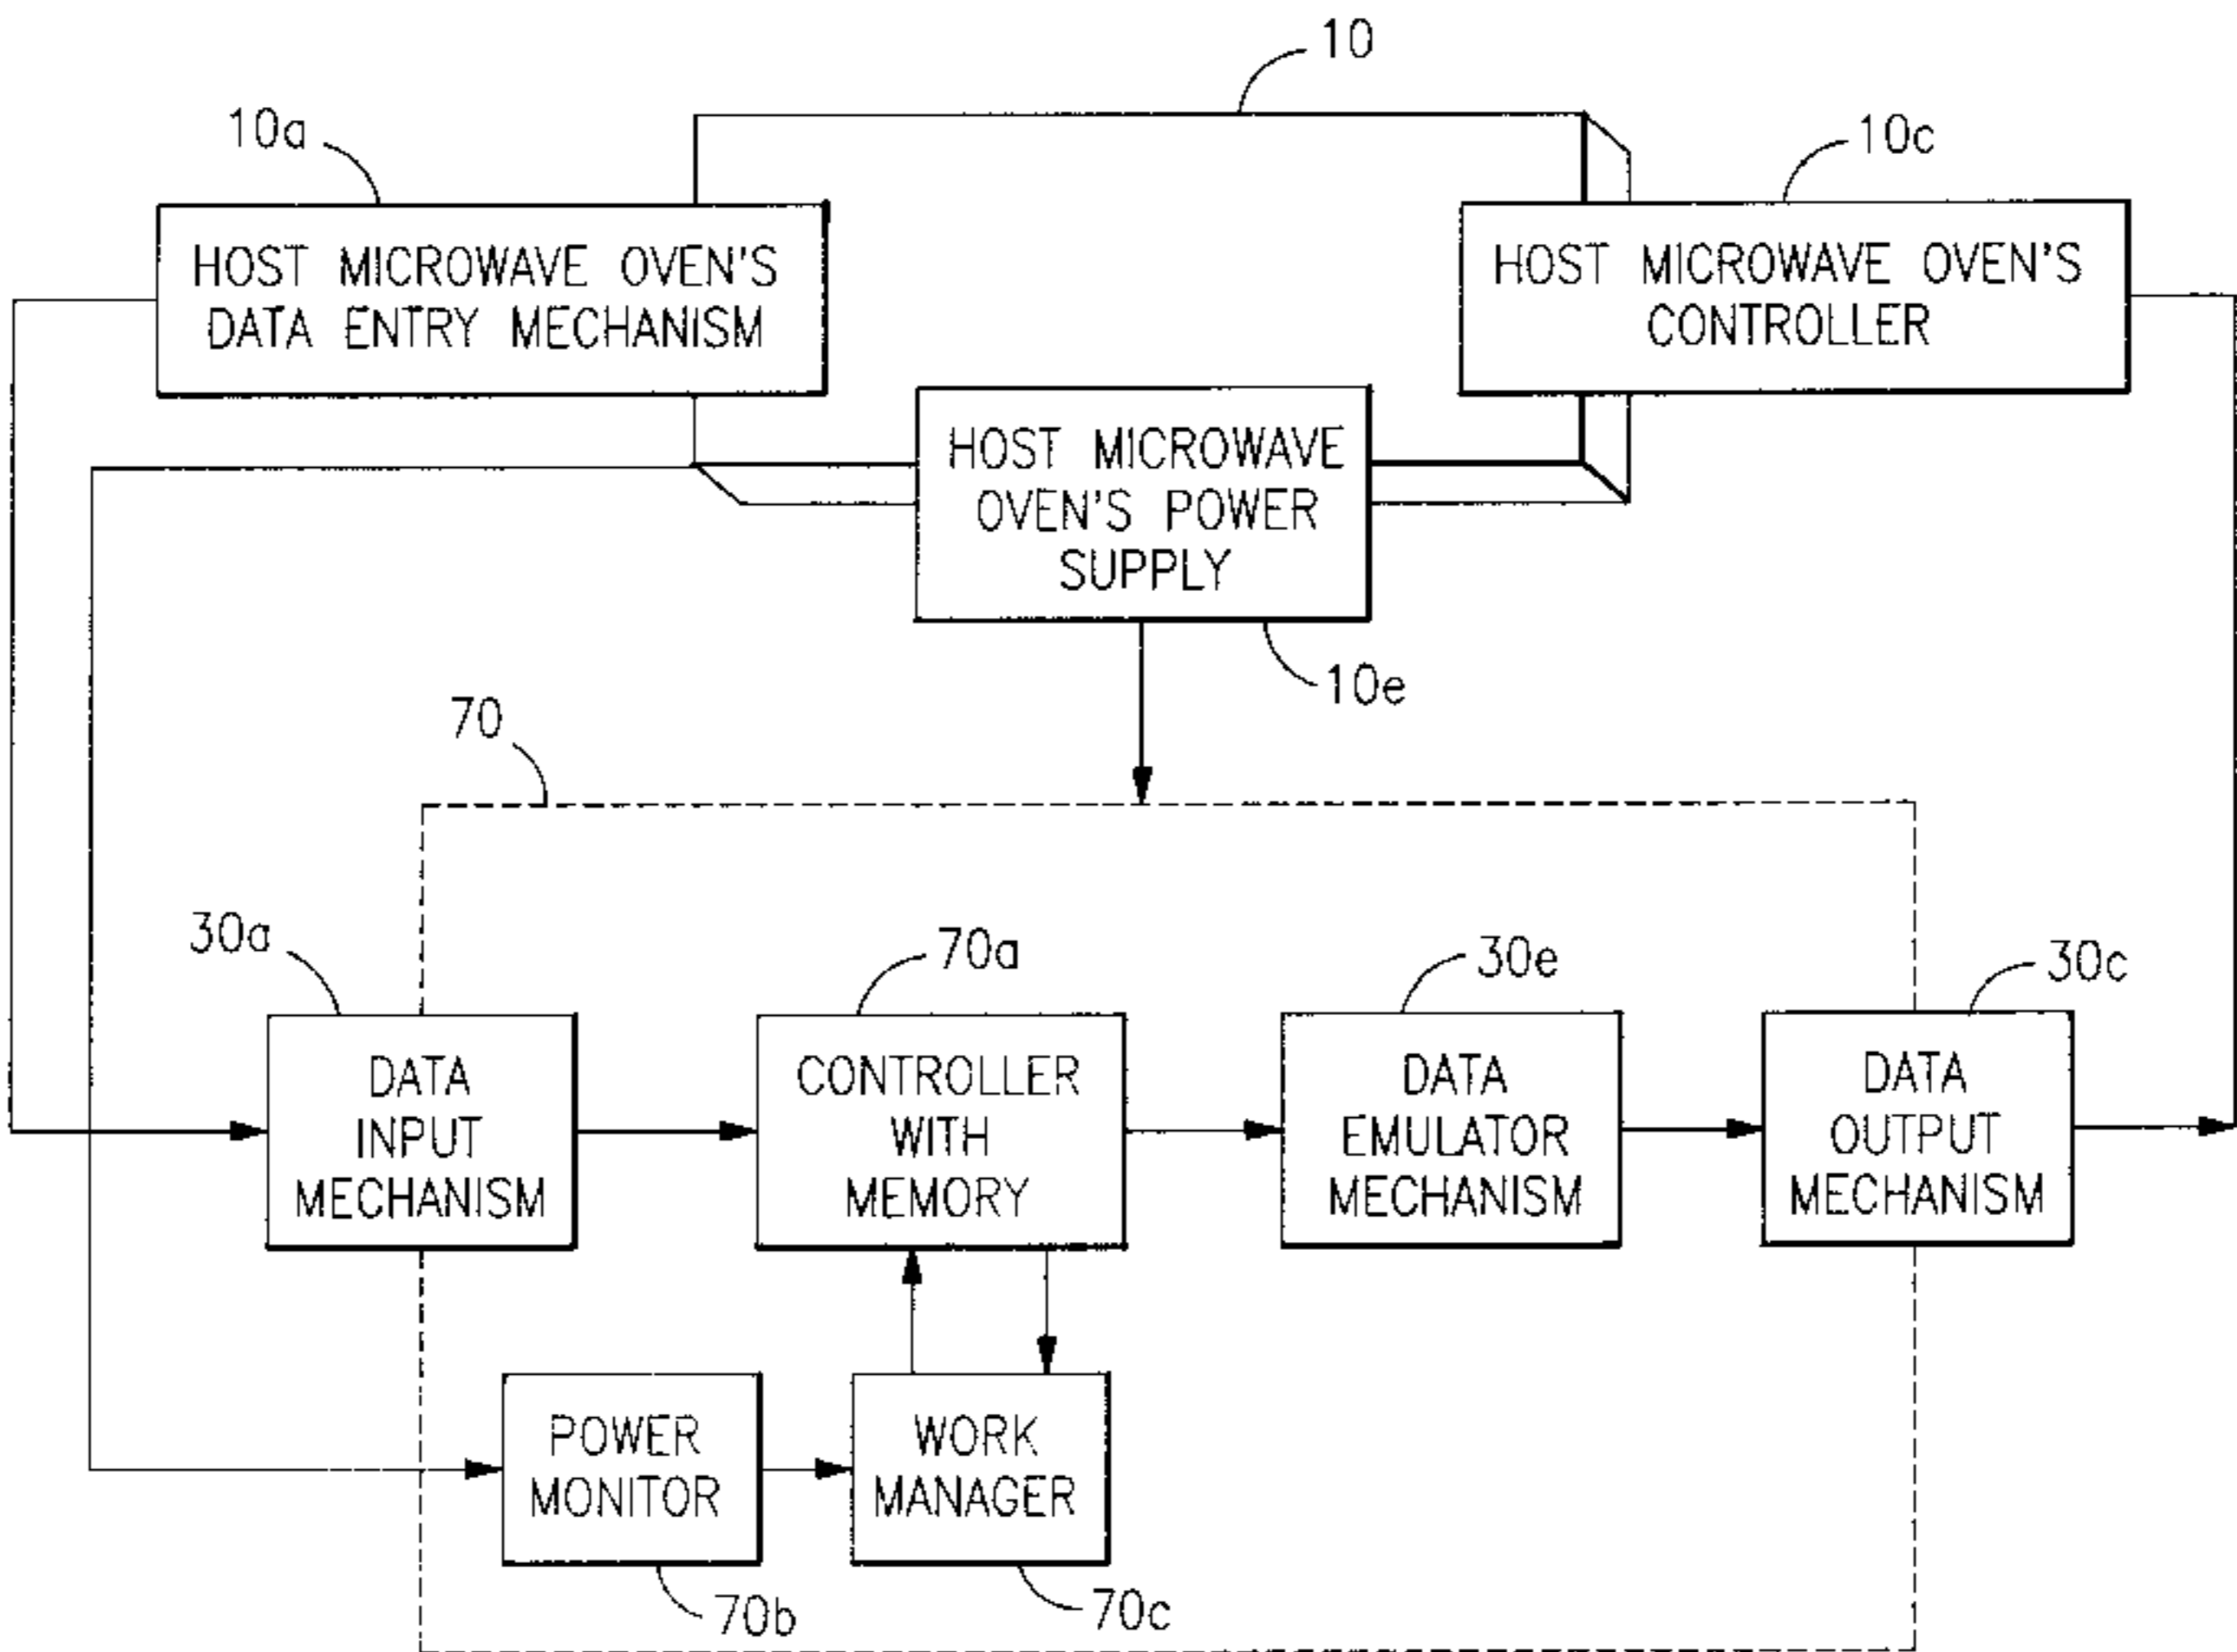 10
10a
10c
HOST MICROWAVE OVEN'S
DATA ENTRY MECHANISM
HOST MICROWAVE OVEN'S
CONTROLLER
HOST MICROWAVE
OVEN'S POWER
SUPPLY
10e
70
30a
70a
30e
30c
DATA
INPUT
MECHANISM
CONTROLLER
WITH
MEMORY
DATA
EMULATOR
MECHANISM
DATA
OUTPUT
MECHANISM
POWER
MONITOR
WORK
MANAGER
70b
70c